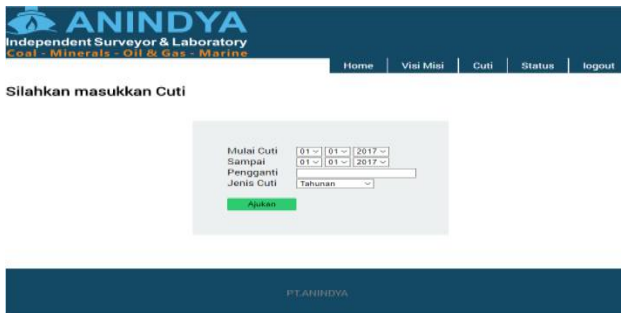 ANINDYA
Independent Surveyor & Laboratory
Coal - Minerals - Oil & Gas - Marine
Home Visi Misi Cuti Status logout
Silahkan masukkan Cuti
Mulai Cuti 01 01 2017
Sampai 01 01 2017
Pengganti
Jenis Cuti Tahunan
Ajukan
PT.ANINDYA